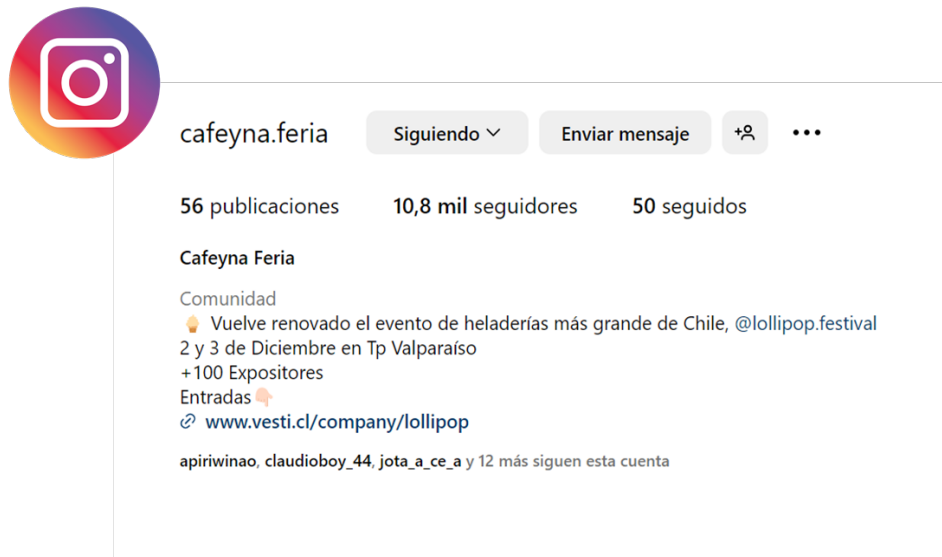 cafeyna.feria Siguiendo Enviar mensaje
56 publicaciones 10,8 mil seguidores 50 seguidos
Cafeyna Feria
Comunidad
🍦 Vuelve renovado el evento de heladerías más grande de Chile, @lollipop.festival
2 y 3 de Diciembre en Tp Valparaíso
+100 Expositores
Entradas👇🏻
www.vesti.cl/company/lollipop
apiriwinao, claudioboy_44, jota_a_ce_a y 12 más siguen esta cuenta